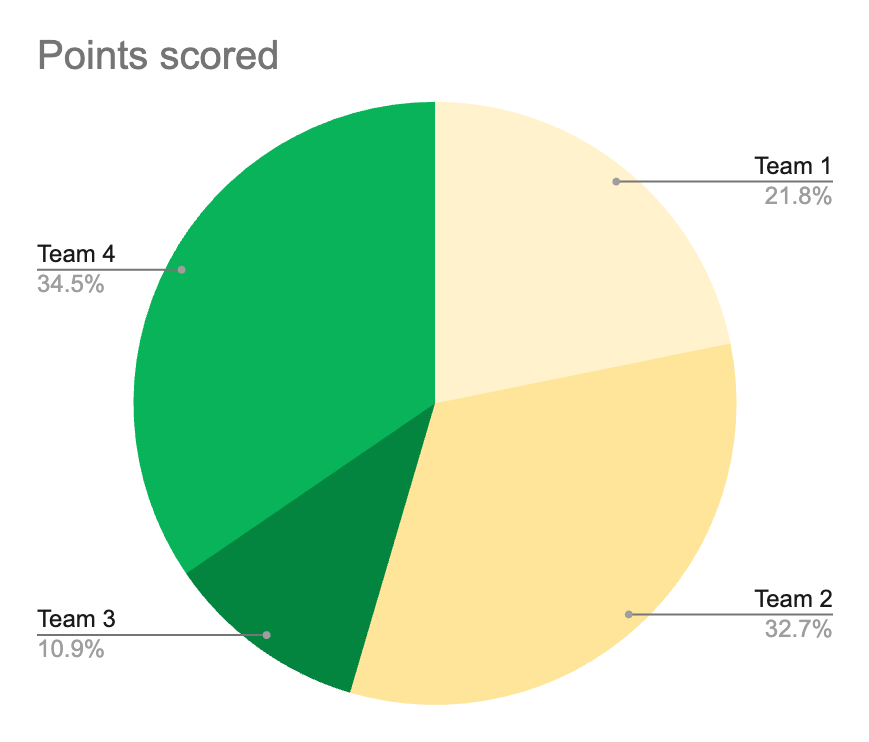 Points scored
Team 1
21.8%
Team 4
34.5%
Team 2
32.7%
Team 3
10.9%